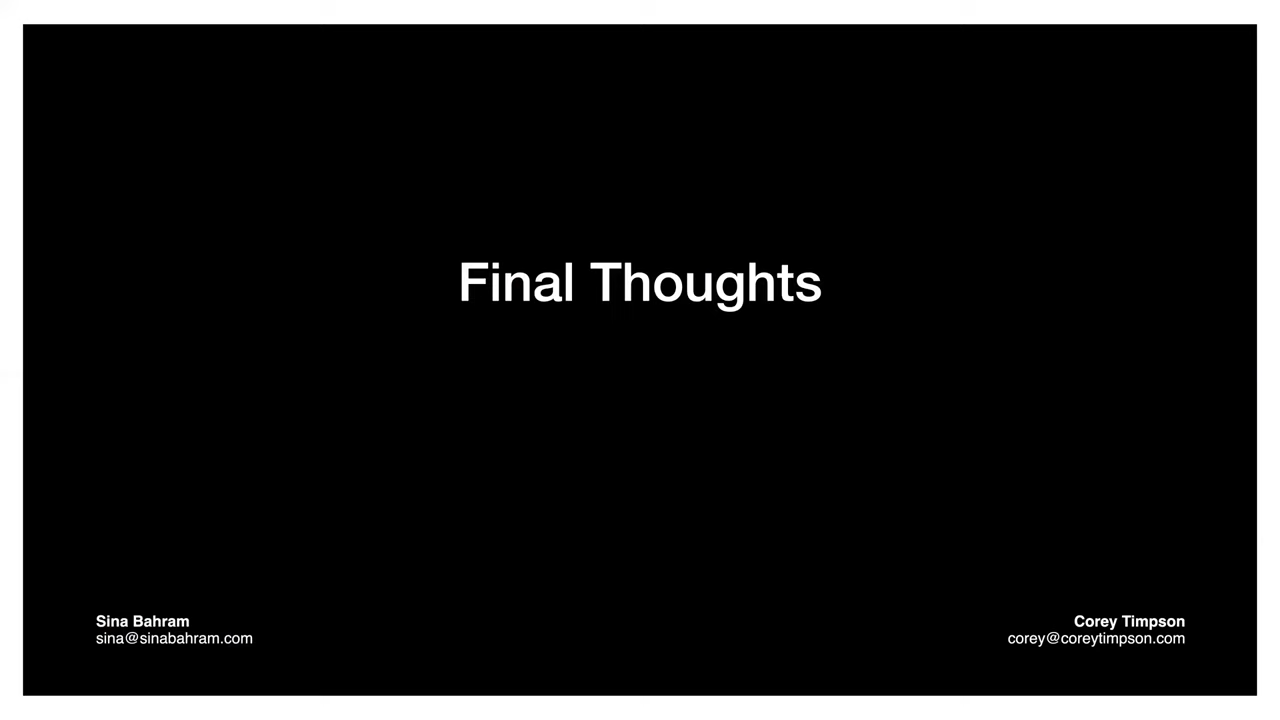 Final Thoughts
Sina Bahram
sina@sinabahram.com
Corey Timpson
corey@coreytimpson.com